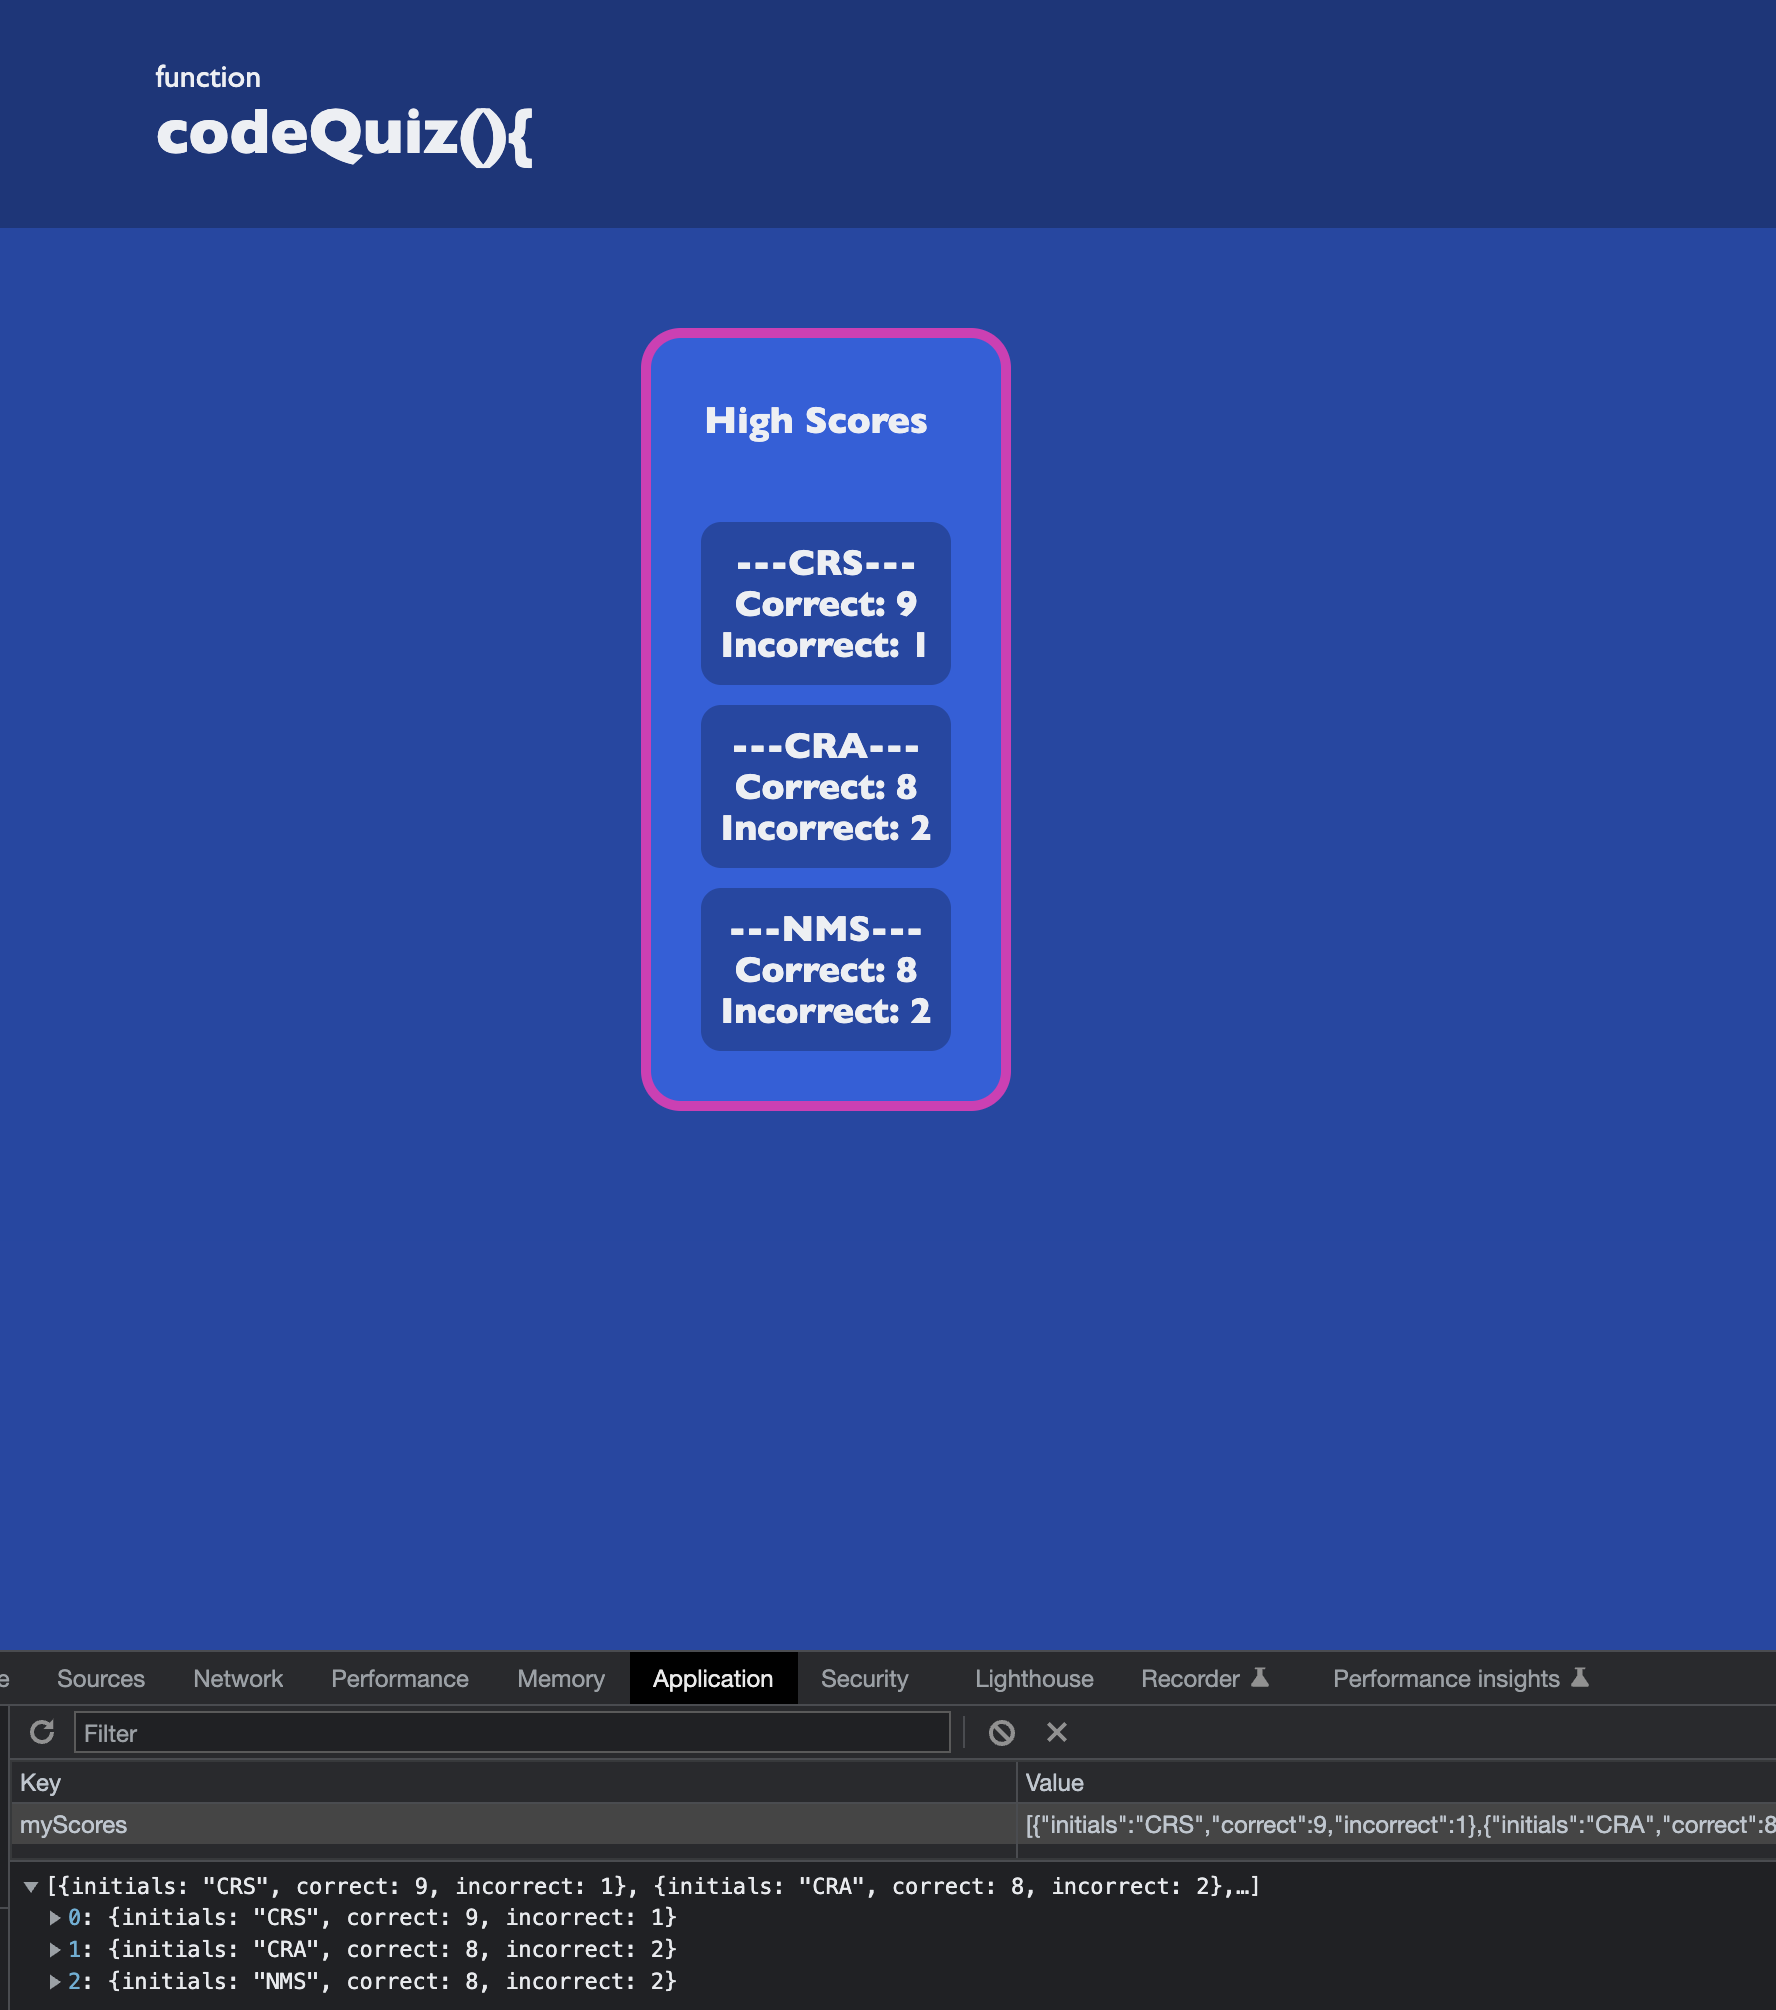 function
codeQuiz(){
High Scores
---CRS---
Correct: 9
Incorrect: 1
---CRA---
Correct: 8
Incorrect: 2
---NMS---
Correct: 8
Incorrect: 2
e Sources Network Performance Memory Application Security Lighthouse Recorder Performance insights
Filter
Key Value
myScores [{"initials":"CRS","correct":9,"incorrect":1},{"initials":"CRA","correct":8
[{initials: "CRS", correct: 9, incorrect: 1}, {initials: "CRA", correct: 8, incorrect: 2},…]
0: {initials: "CRS", correct: 9, incorrect: 1}
1: {initials: "CRA", correct: 8, incorrect: 2}
2: {initials: "NMS", correct: 8, incorrect: 2}